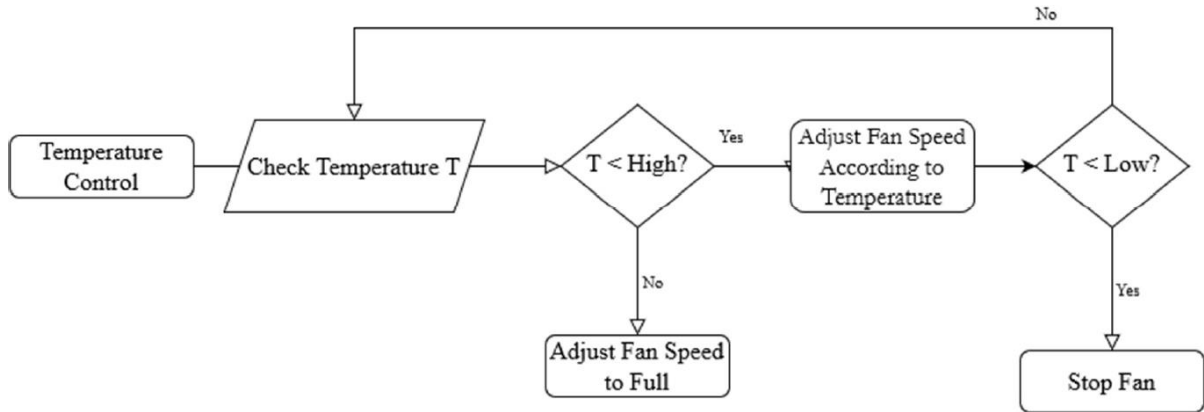 No
Temperature
Control
Check Temperature T
T < High?
Yes
Adjust Fan Speed
According to
Temperature
T < Low?
No
Yes
Adjust Fan Speed
to Full
Stop Fan